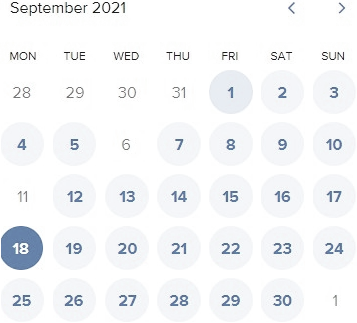 September 2021
MON TUE WED THU FRI SAT SUN
28 29 30 31 1 2 3
4 5 6 7 8 9 10
11 12 13 14 15 16 17
18 19 20 21 22 23 24
25 26 27 28 29 30 1